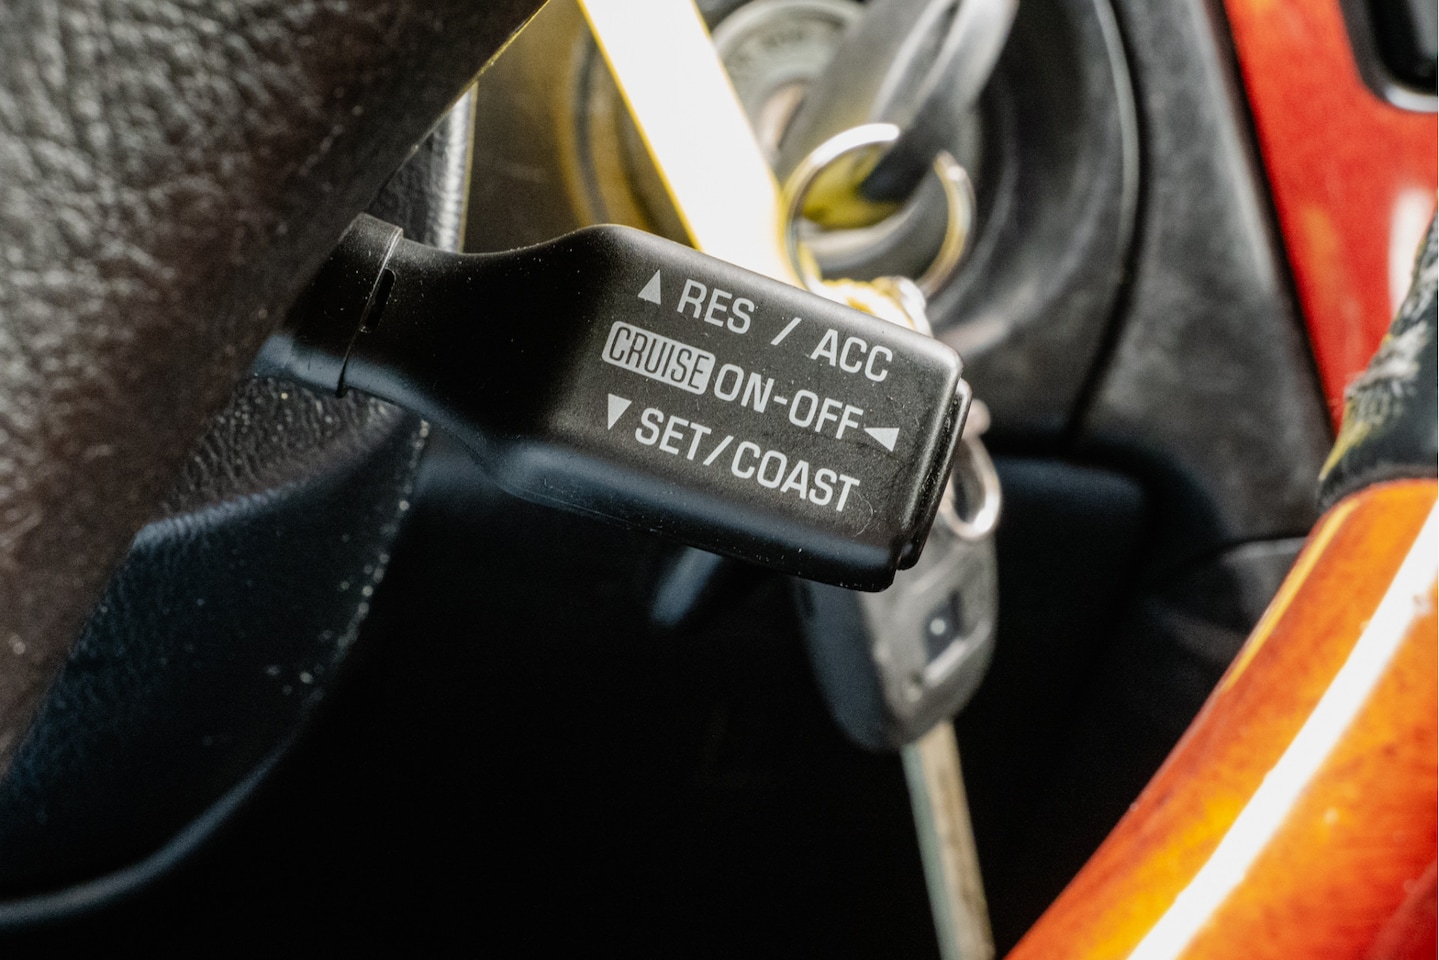 ▲ RES / ACC
CRUISE ON-OFF◄
▼ SET/COAST